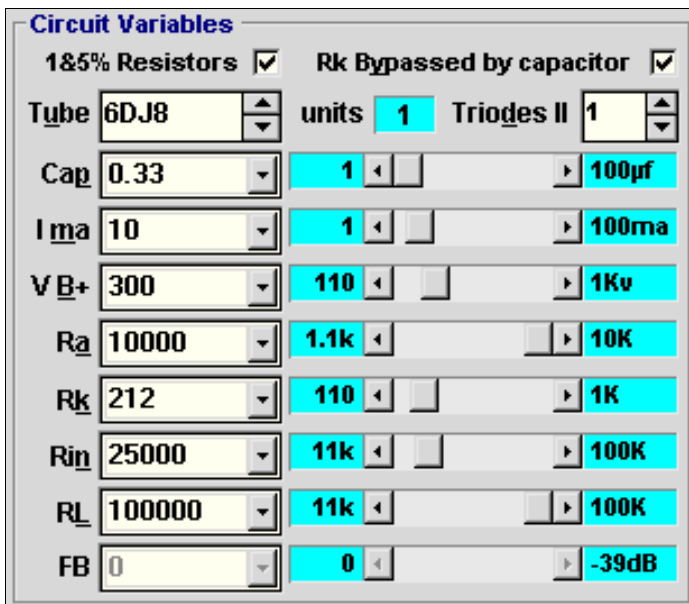 Circuit Variables
1&5% Resistors Rk Bypassed by capacitor
Tube 6DJ8 units 1 Triodes II 1
Cap 0.33 1 100µf
I ma 10 1 100ma
V B+ 300 110 1Kv
Ra 10000 1.1k 10K
Rk 212 110 1K
Rin 25000 11k 100K
RL 100000 11k 100K
FB 0 0 -39dB